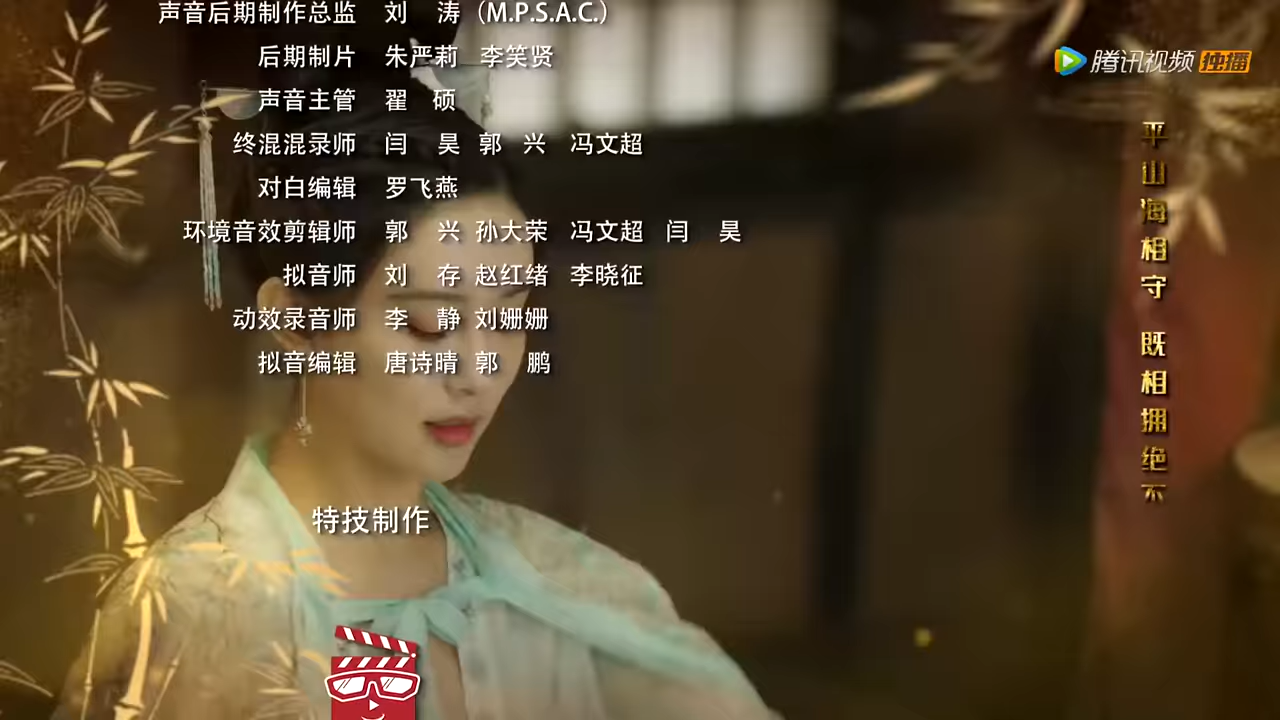 声音后期制作总监 刘 涛（M.P.S.A.C.）
后期制片 朱严莉 李笑贤
声音主管 翟 硕
终混混录师 闫 昊 郭 兴 冯文超
对白编辑 罗飞燕
环境音效剪辑师 郭 兴 孙大荣 冯文超 闫 昊
拟音师 刘 存 赵红绪 李晓征
动效录音师 李 静 刘姗姗
拟音编辑 唐诗晴 郭 鹏
特技制作
腾讯视频 独播
平山海相守 既相拥绝不